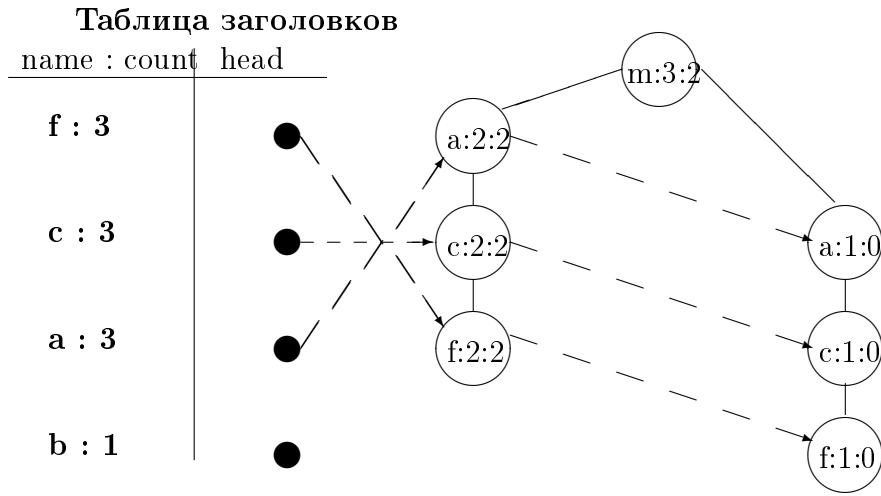 Таблица заголовков
name : count head
f : 3
c : 3
a : 3
b : 1
m:3:2
a:2:2
c:2:2
f:2:2
a:1:0
c:1:0
f:1:0